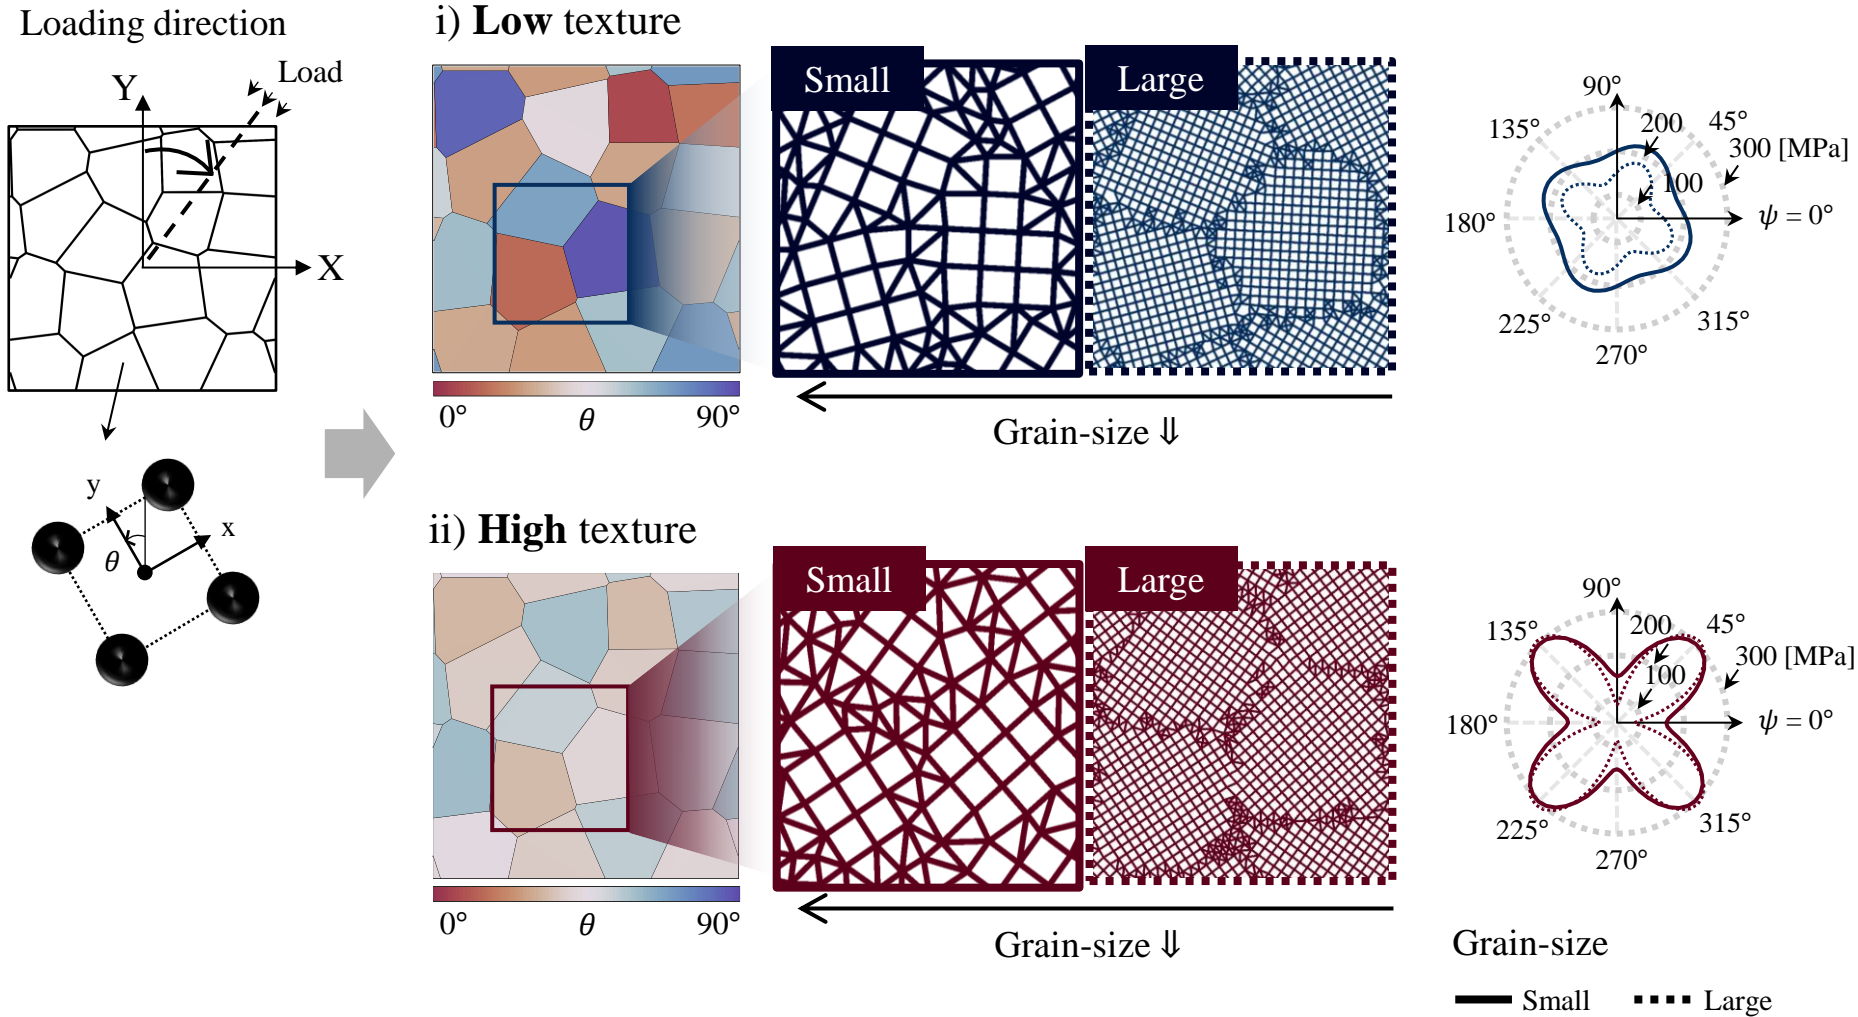 Loading direction
Y
Load
X
y
x
θ
i) Low texture
Small
Large
0°
θ
90°
Grain-size ⇓
90°
135°
45°
200
300 [MPa]
100
180°
ψ = 0°
225°
315°
270°
ii) High texture
Small
Large
0°
θ
90°
Grain-size ⇓
90°
135°
200
45°
300 [MPa]
100
180°
ψ = 0°
225°
315°
270°
Grain-size
Small
Large